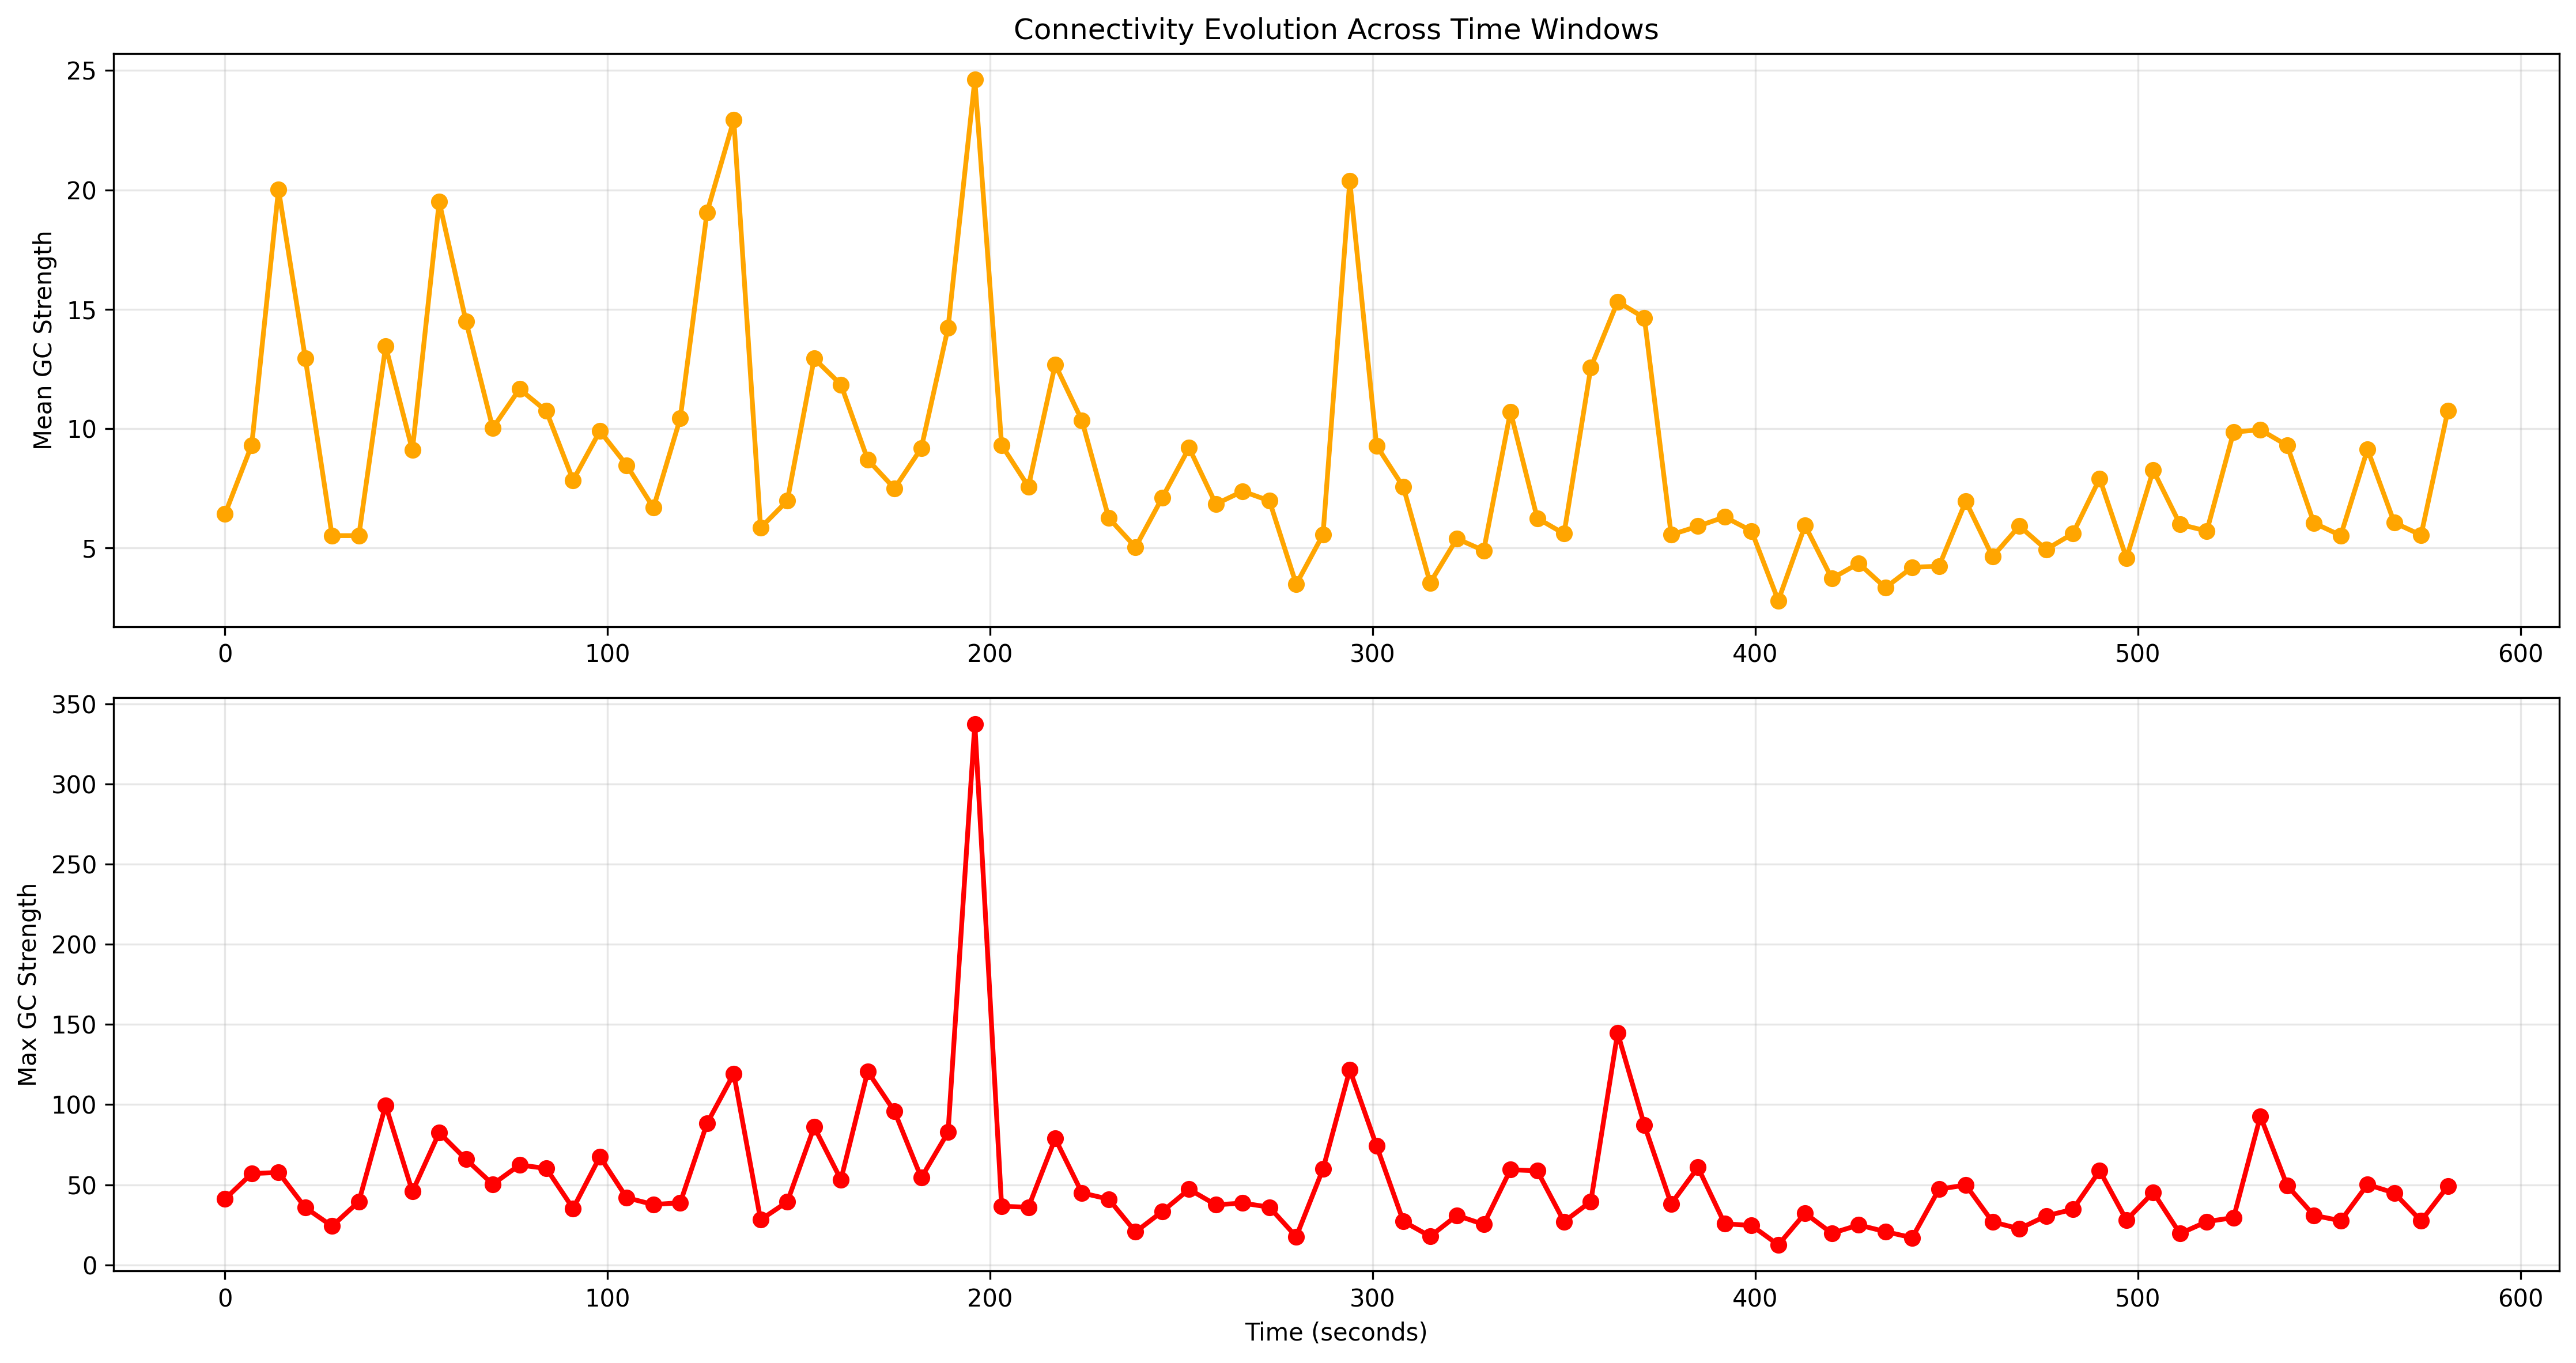 Connectivity Evolution Across Time Windows
25
20
15
10
5
Mean GC Strength
0 100 200 300 400 500 600
350
300
250
200
150
100
50
0
Max GC Strength
0 100 200 300 400 500 600
Time (seconds)